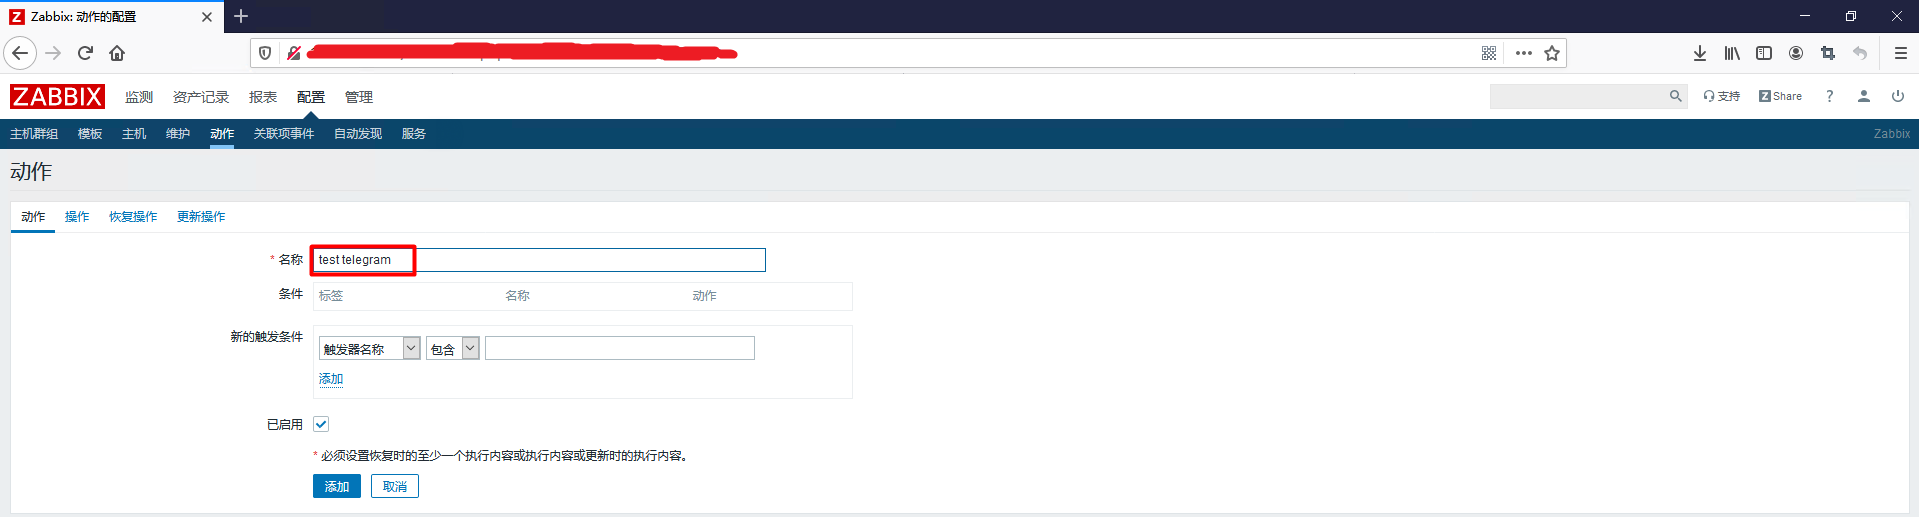 Zabbix: 动作的配置
ZABBIX 监测 资产记录 报表 配置 管理 支持 Z Share ?
主机群组 模板 主机 维护 动作 关联项事件 自动发现 服务 Zabbix
动作
动作 操作 恢复操作 更新操作
* 名称 test telegram
条件 标签 名称 动作
新的触发条件
触发器名称 包含
添加
已启用
* 必须设置恢复时的至少一个执行内容或执行内容或更新时的执行内容。
添加 取消